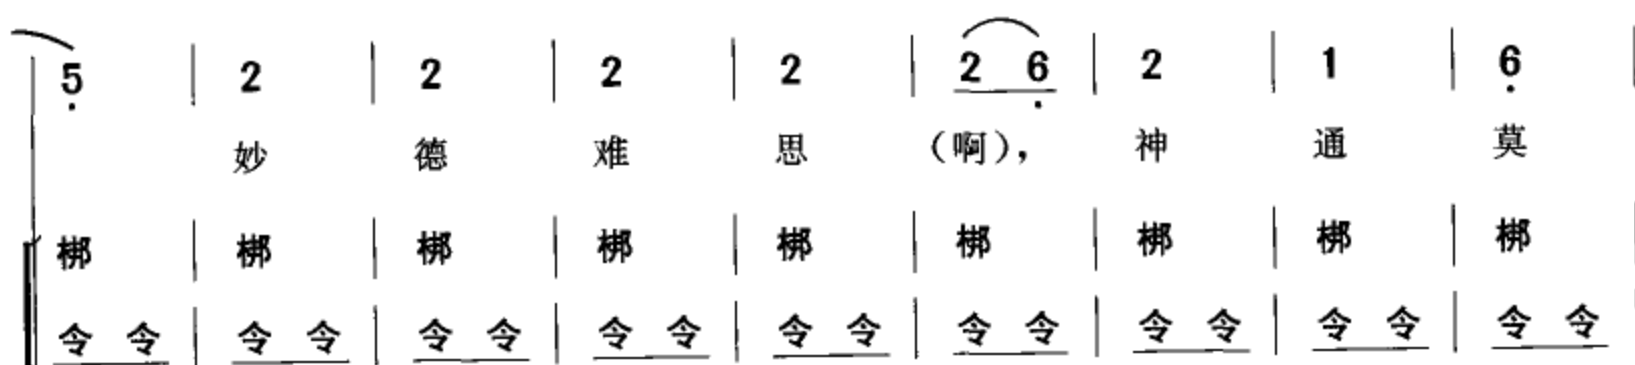 5 | 2 | 2 | 2 | 2 | 2 6 | 2 | 1 | 6
妙 德 难 思 （啊）， 神 通 莫
梆 | 梆 | 梆 | 梆 | 梆 | 梆 | 梆 | 梆 | 梆
令 令 | 令 令 | 令 令 | 令 令 | 令 令 | 令 令 | 令 令 | 令 令 | 令 令